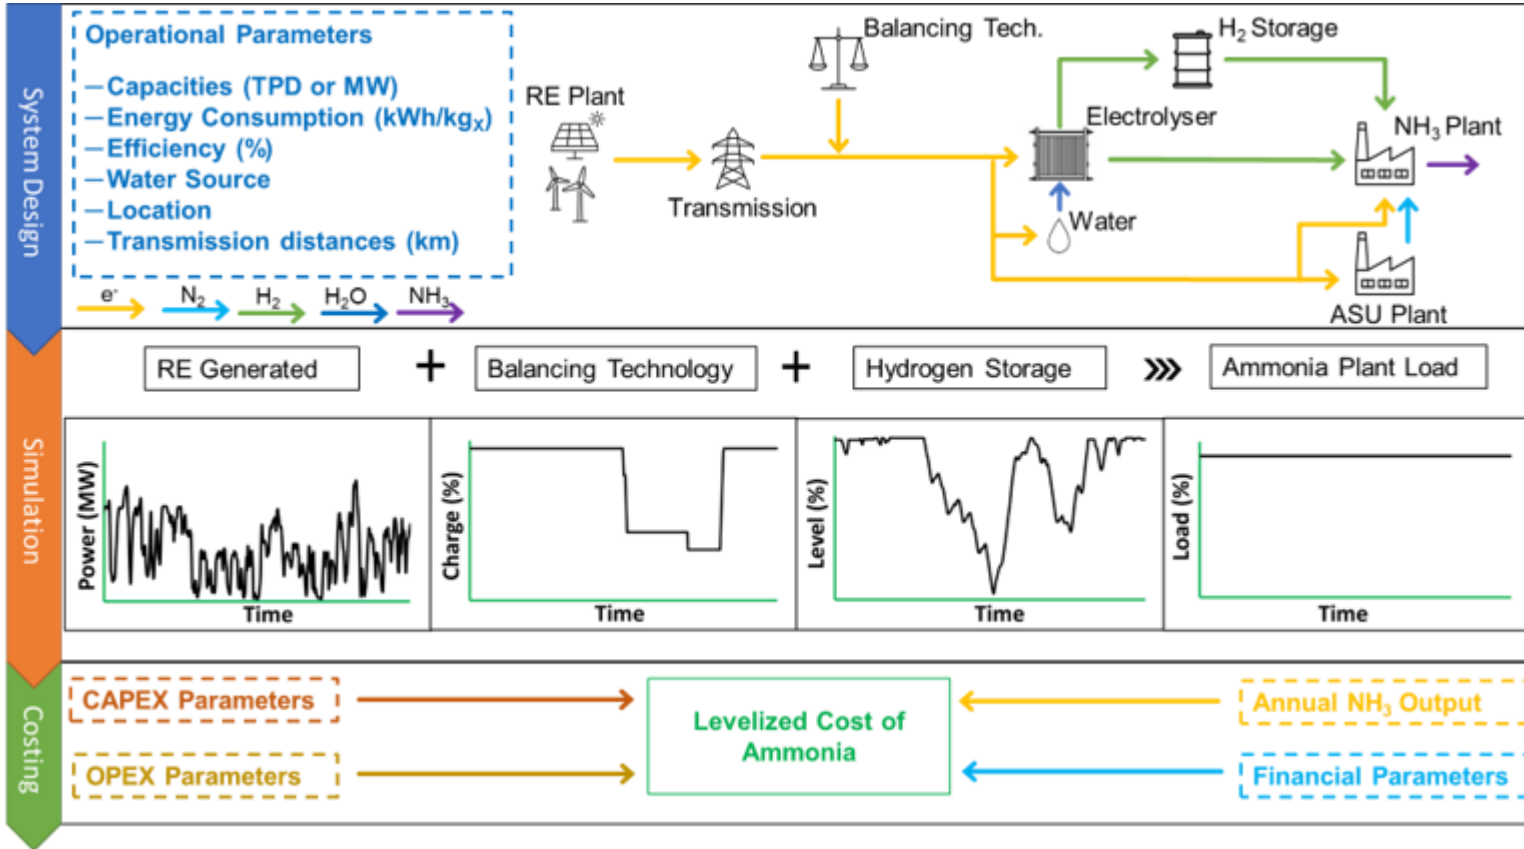 System Design
Operational Parameters
—Capacities (TPD or MW)
—Energy Consumption (kWh/kgX)
—Efficiency (%)
—Water Source
—Location
—Transmission distances (km)
e-
N2
H2
H2O
NH3
RE Plant
Transmission
Balancing Tech.
Electrolyser
Water
H2 Storage
NH3 Plant
ASU Plant
Simulation
RE Generated
+
Balancing Technology
+
Hydrogen Storage
Ammonia Plant Load
Power (MW)
Time
Charge (%)
Time
Level (%)
Time
Load (%)
Time
Costing
CAPEX Parameters
OPEX Parameters
Levelized Cost of
Ammonia
Annual NH3 Output
Financial Parameters